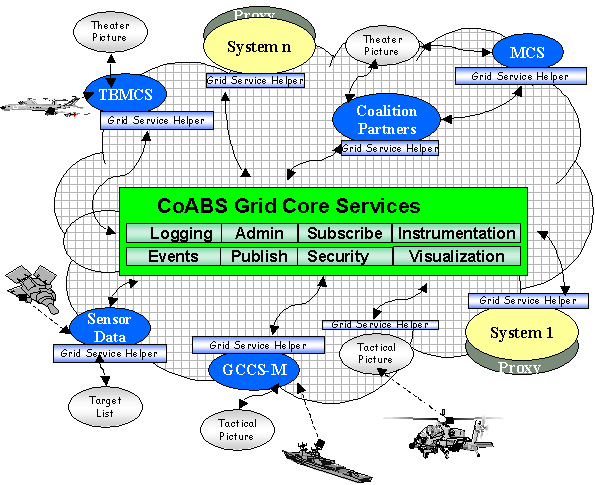 Theater
Picture
Proxy
System n
Theater
Picture
MCS
Grid Service Helper
Grid Service Helper
TBMCS
Grid Service Helper
Coalition
Partners
Grid Service Helper
CoABS Grid Core Services
Logging Admin Subscribe Instrumentation
Events Publish Security Visualization
Grid Service Helper
Sensor
Data
Grid Service Helper
Grid Service Helper
Grid Service Helper
System 1
Proxy
GCCS-M
Tactical
Picture
Target
List
Tactical
Picture